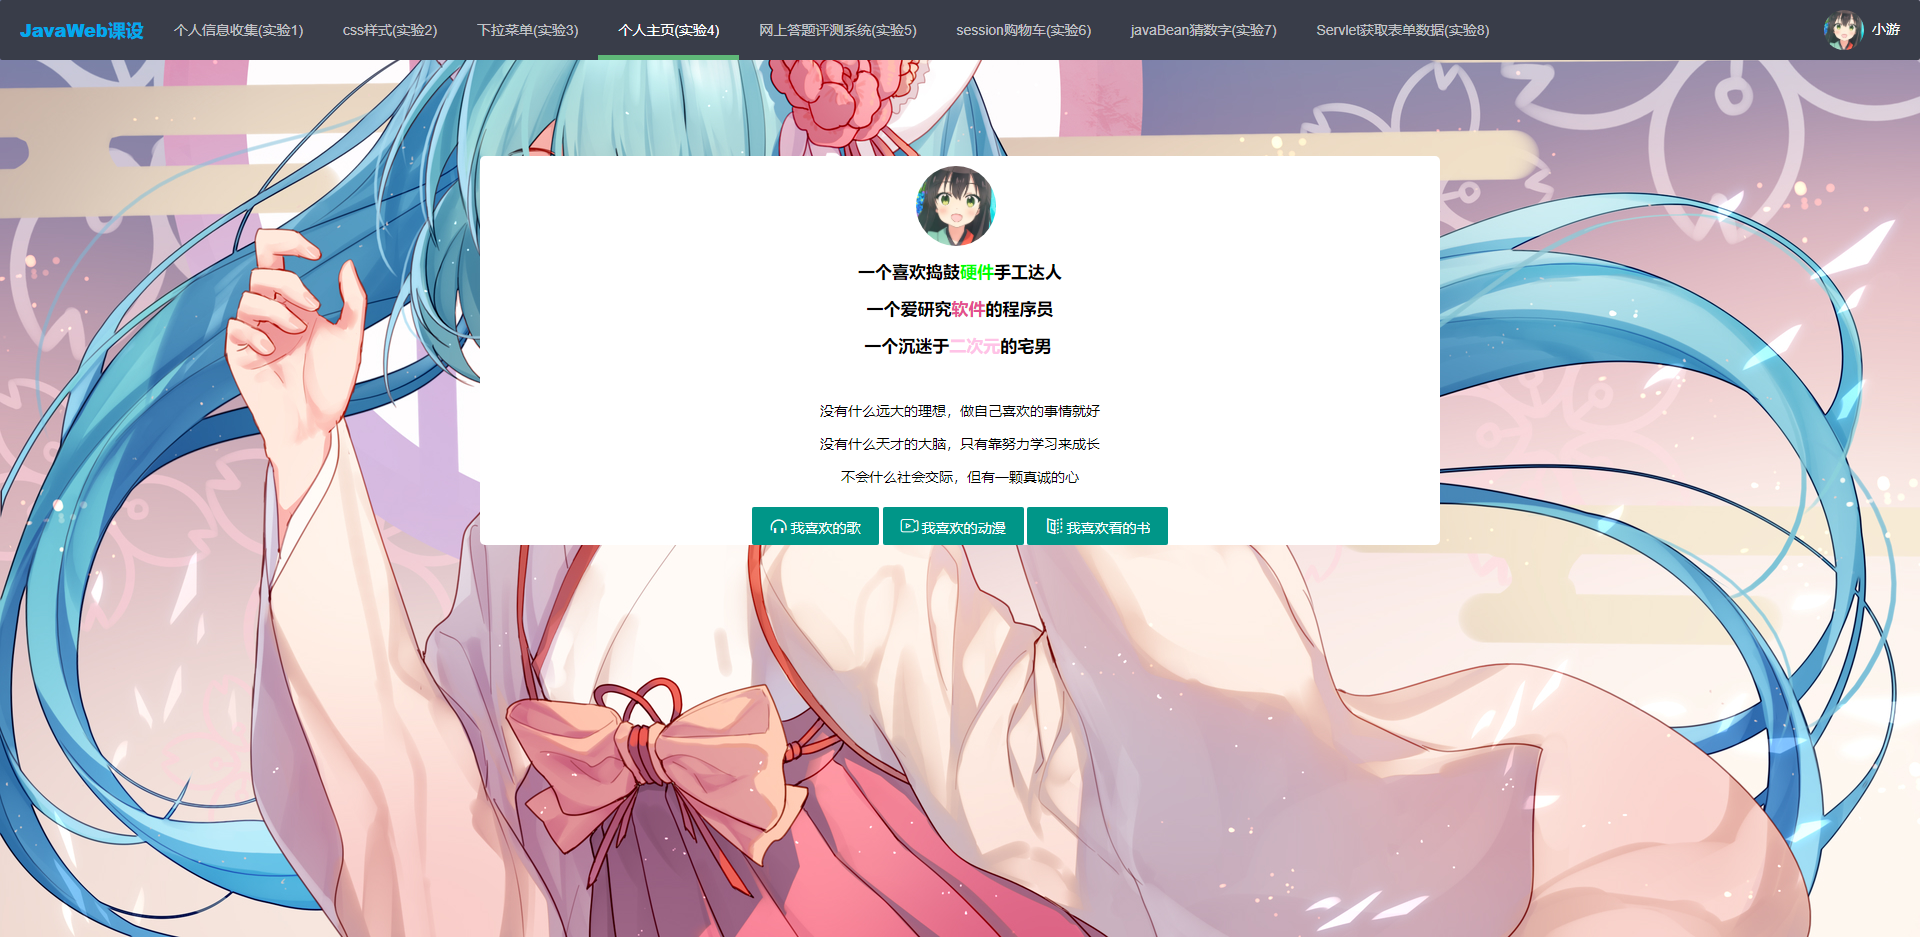 JavaWeb课设 个人信息收集(实验1) css样式(实验2) 下拉菜单(实验3) 个人主页(实验4) 网上答题评测系统(实验5) session购物车(实验6) javaBean猜数字(实验7) Servlet获取表单数据(实验8) 小游
一个喜欢捣鼓硬件手工达人
一个爱研究软件的程序员
一个沉迷于二次元的宅男
没有什么远大的理想，做自己喜欢的事情就好
没有什么天才的大脑，只有靠努力学习来成长
不会什么社会交际，但有一颗真诚的心
我喜欢的歌 我喜欢的动漫 我喜欢看的书